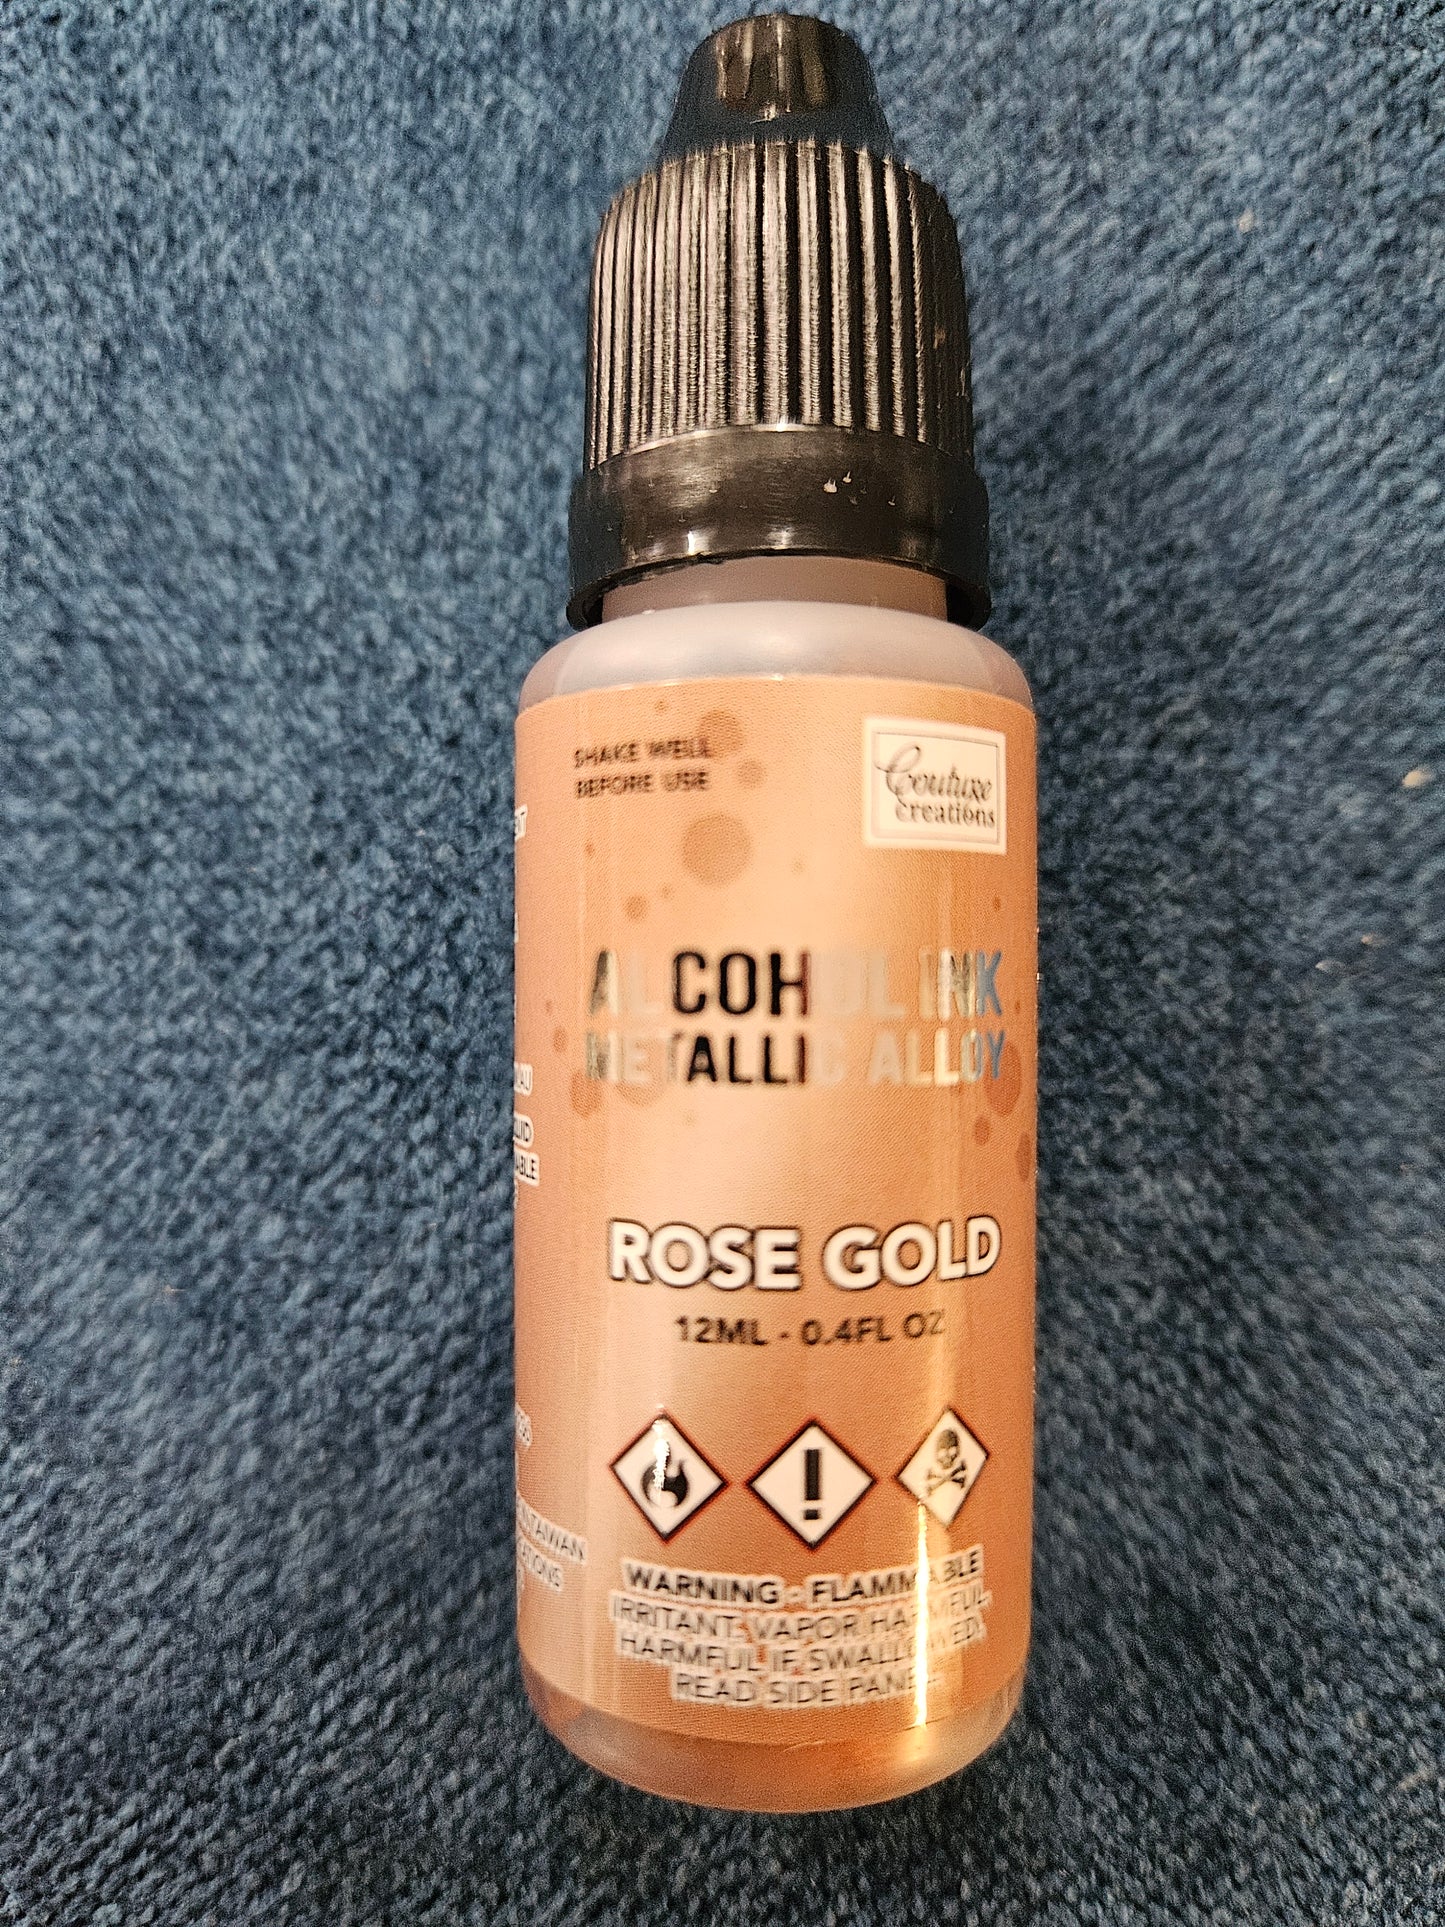 SHAKE WELL
BEFORE USE
Couture
Creations
ALCOHOL INK
METALLIC ALLOY
ROSE GOLD
12ML - 0.4FL OZ
WARNING - FLAMMABLE
IRRITANT. VAPOR HARMFUL.
HARMFUL IF SWALLOWED.
READ SIDE PANEL.
TAIWAN